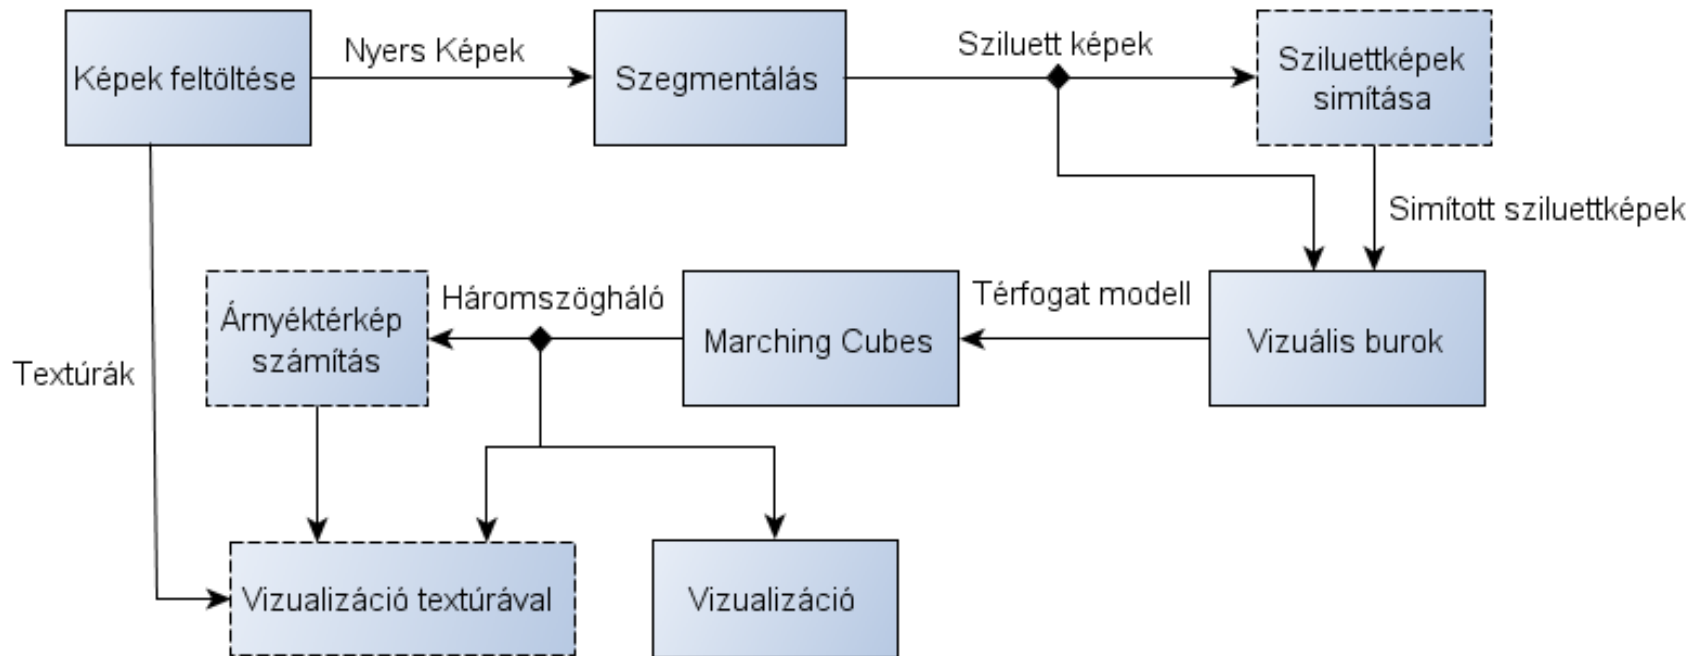 Képek feltöltése
Nyers Képek
Szegmentálás
Sziluett képek
Sziluettképek
simítása
Simított sziluettképek
Árnyéktérkép
számítás
Háromszögháló
Marching Cubes
Térfogat modell
Vizuális burok
Textúrák
Vizualizáció textúrával
Vizualizáció